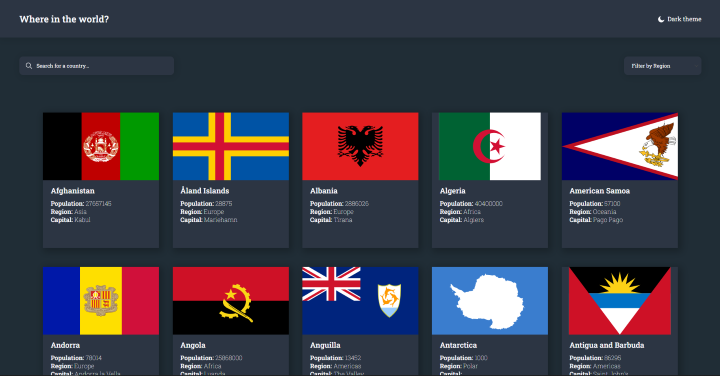 Where in the world?
Dark theme
Search for a country...
Filter by Region
Afghanistan
Population: 27657145
Region: Asia
Capital: Kabul
Åland Islands
Population: 28875
Region: Europe
Capital: Mariehamn
Albania
Population: 2886026
Region: Europe
Capital: Tirana
Algeria
Population: 40400000
Region: Africa
Capital: Algiers
American Samoa
Population: 57100
Region: Oceania
Capital: Pago Pago
Andorra
Population: 78014
Region: Europe
Capital: Andorra la Vella
Angola
Population: 25868000
Region: Africa
Capital: Luanda
Anguilla
Population: 13452
Region: Americas
Capital: The Valley
Antarctica
Population: 1000
Region: Polar
Capital:
Antigua and Barbuda
Population: 86295
Region: Americas
Capital: Saint John's